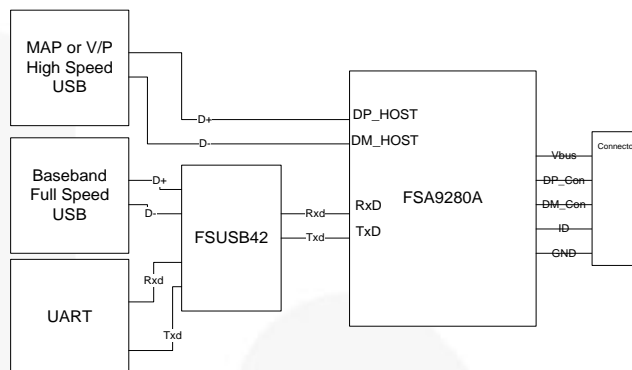 MAP or V/P
High Speed
USB
D+
D-
Baseband
Full Speed
USB
D+
D-
UART
Rxd
Txd
FSUSB42
Rxd
Txd
DP_HOST
DM_HOST
FSA9280A
RxD
TxD
Vbus
DP_Con
DM_Con
ID
GND